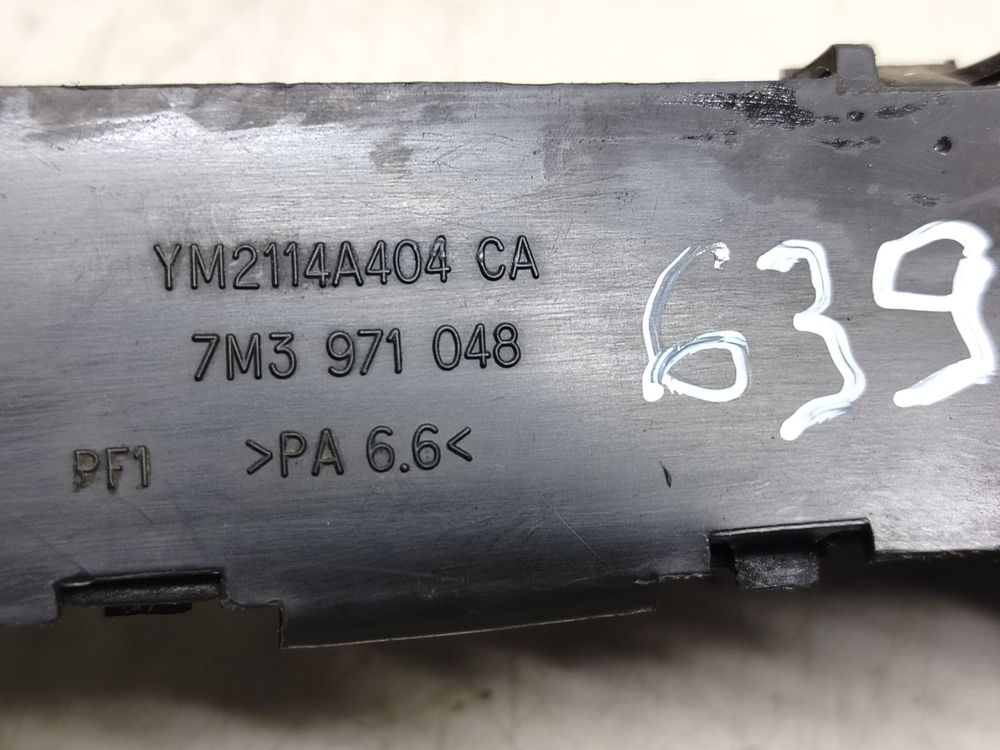 YM2114A404 CA
7M3 971 048
PF1 >PA 6.6<
639